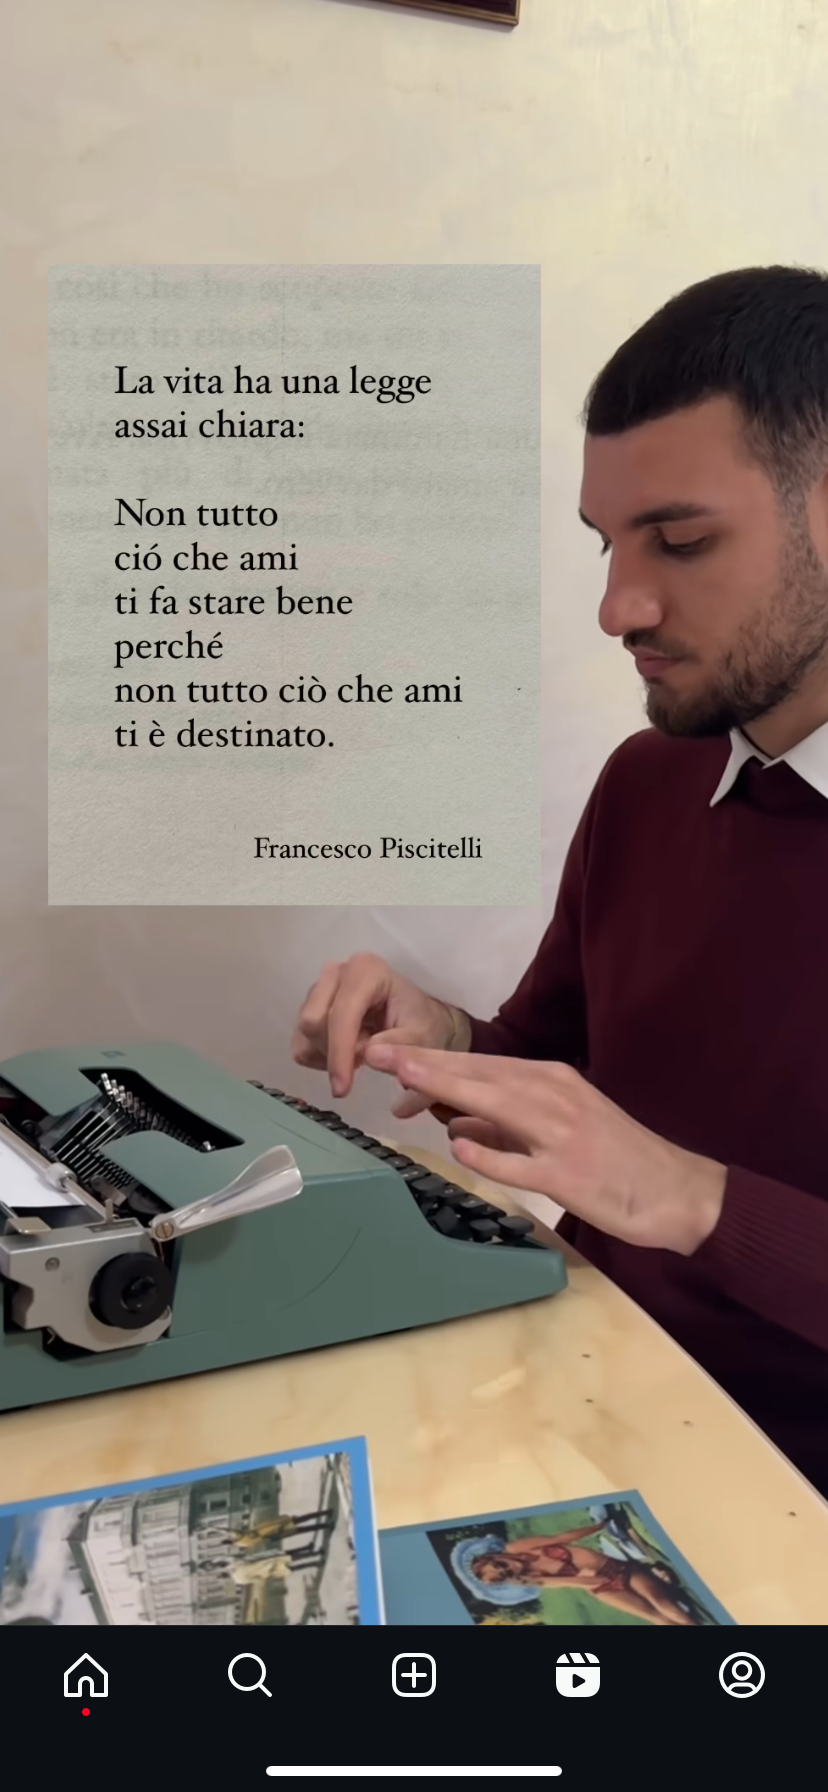 La vita ha una legge
assai chiara:
Non tutto
ció che ami
ti fa stare bene
perché
non tutto ciò che ami
ti è destinato.
Francesco Piscitelli